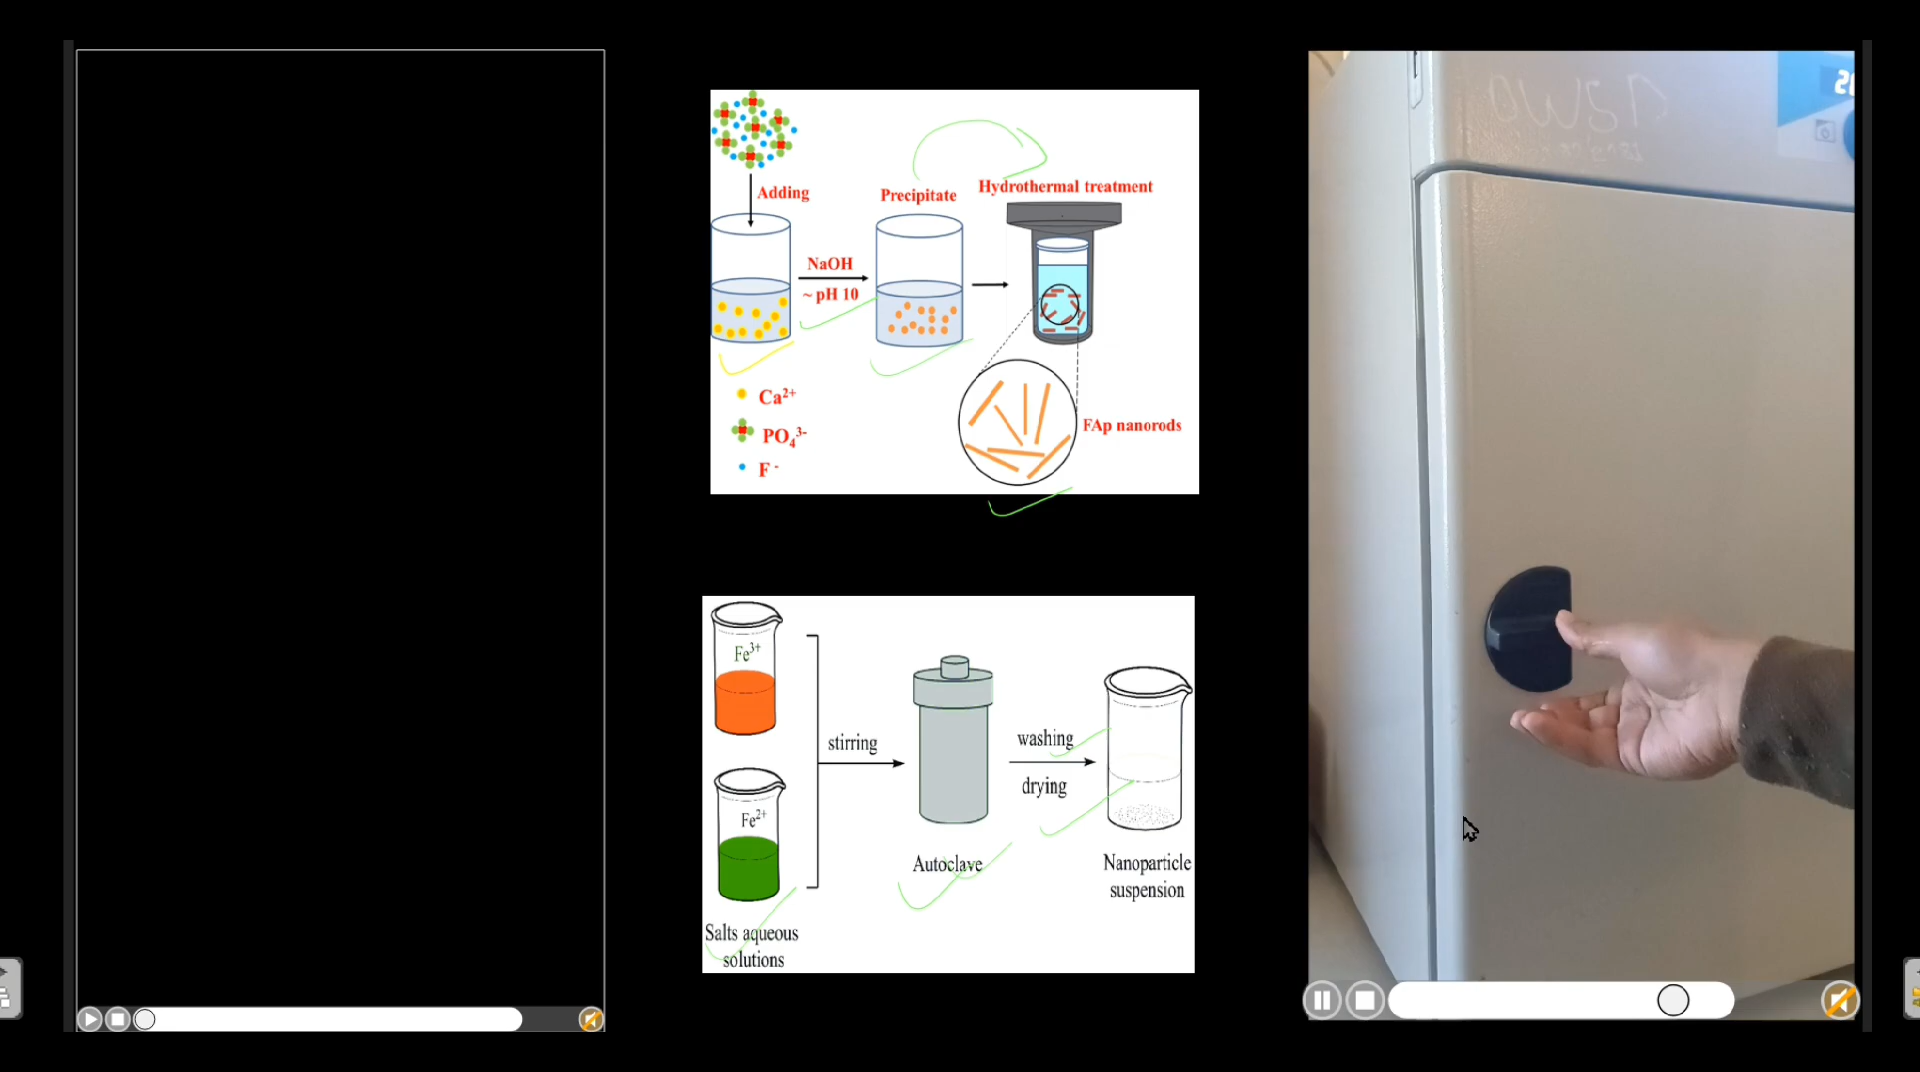 Adding
Precipitate
Hydrothermal treatment
NaOH
~ pH 10
Ca²⁺
PO₄³⁻
F⁻
FAp nanorods
Fe³⁺
Fe²⁺
stirring
washing
drying
Autoclave
Nanoparticle
suspension
Salts aqueous
solutions